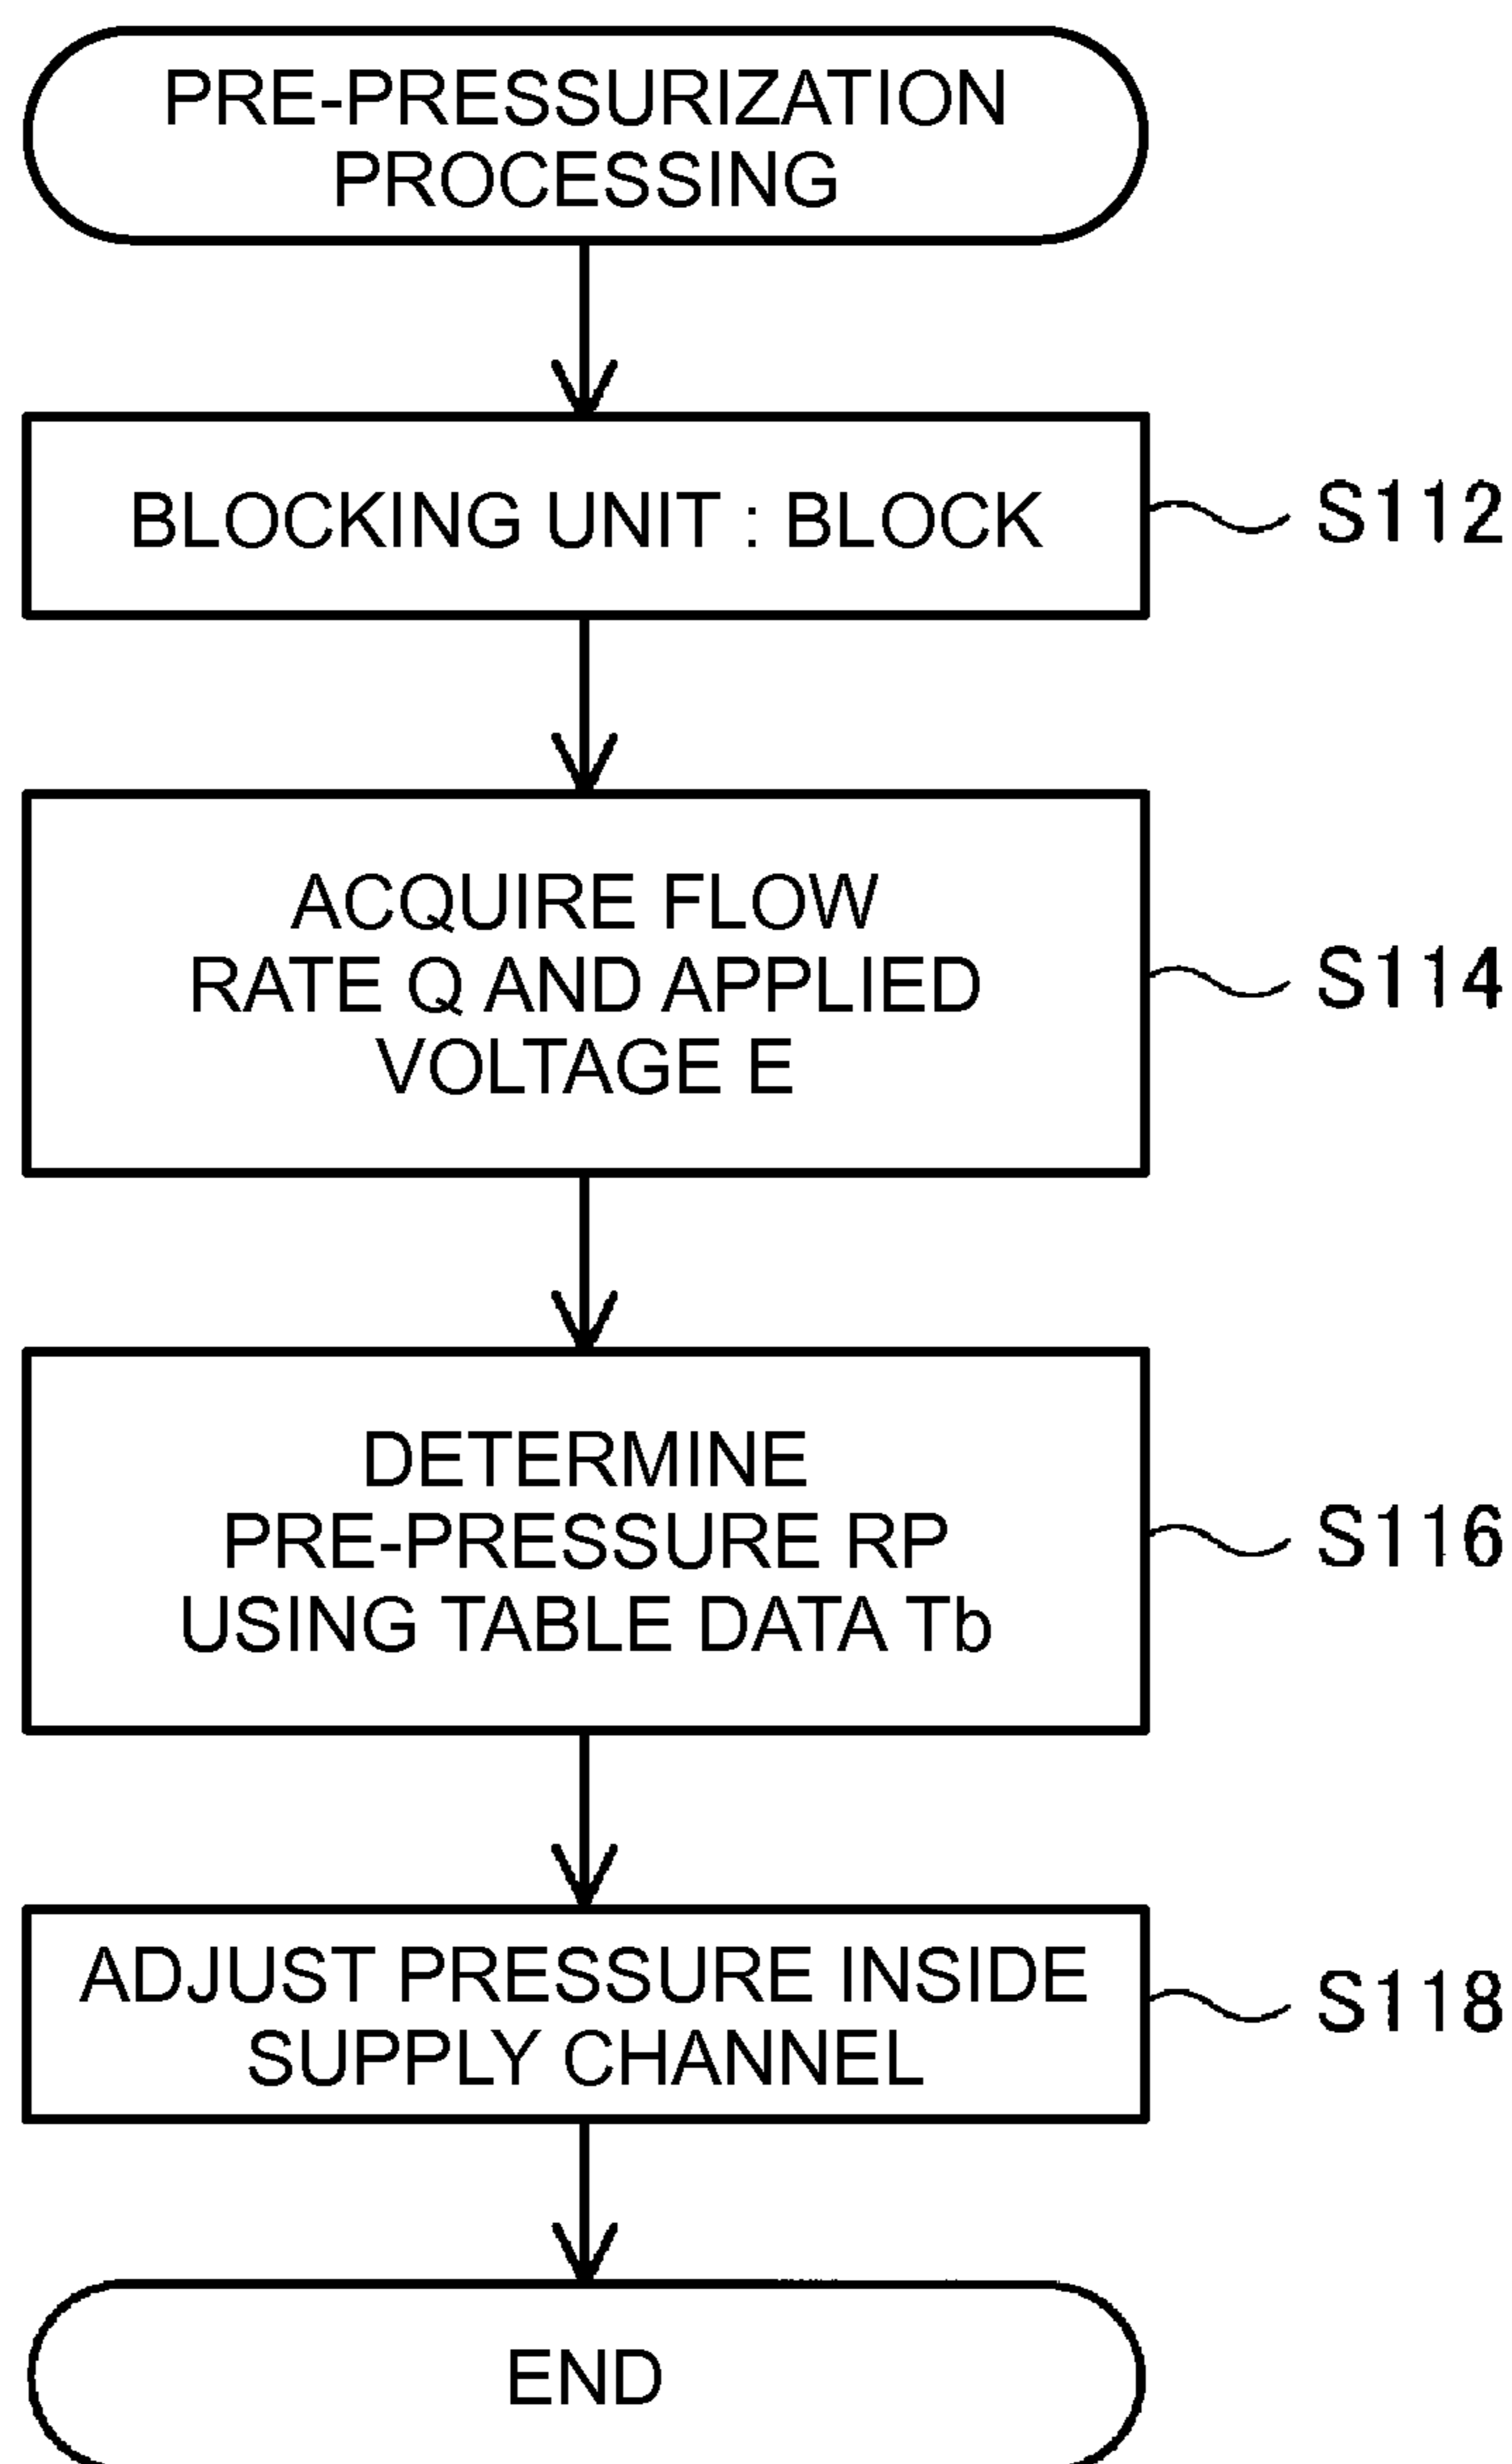 PRE-PRESSURIZATION
PROCESSING
BLOCKING UNIT : BLOCK
S112
ACQUIRE FLOW
RATE Q AND APPLIED
VOLTAGE E
S114
DETERMINE
PRE-PRESSURE RP
USING TABLE DATA Tb
S116
ADJUST PRESSURE INSIDE
SUPPLY CHANNEL
S118
END